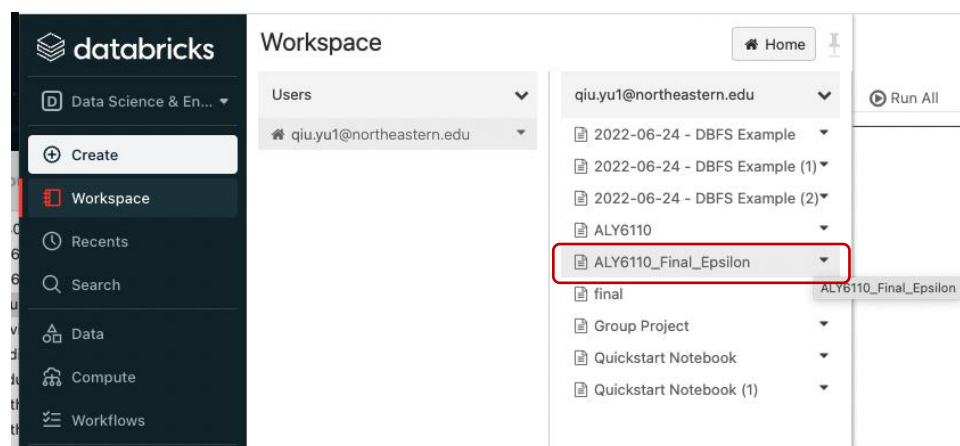 databricks
D Data Science & En...
Create
Workspace
Recents
Search
Data
Compute
Workflows
Workspace
Home
Users
qiu.yu1@northeastern.edu
qiu.yu1@northeastern.edu
2022-06-24 - DBFS Example
2022-06-24 - DBFS Example (1)
2022-06-24 - DBFS Example (2)
ALY6110
ALY6110_Final_Epsilon
final
Group Project
Quickstart Notebook
Quickstart Notebook (1)
ALY6110_Final_Epsilon
Run All